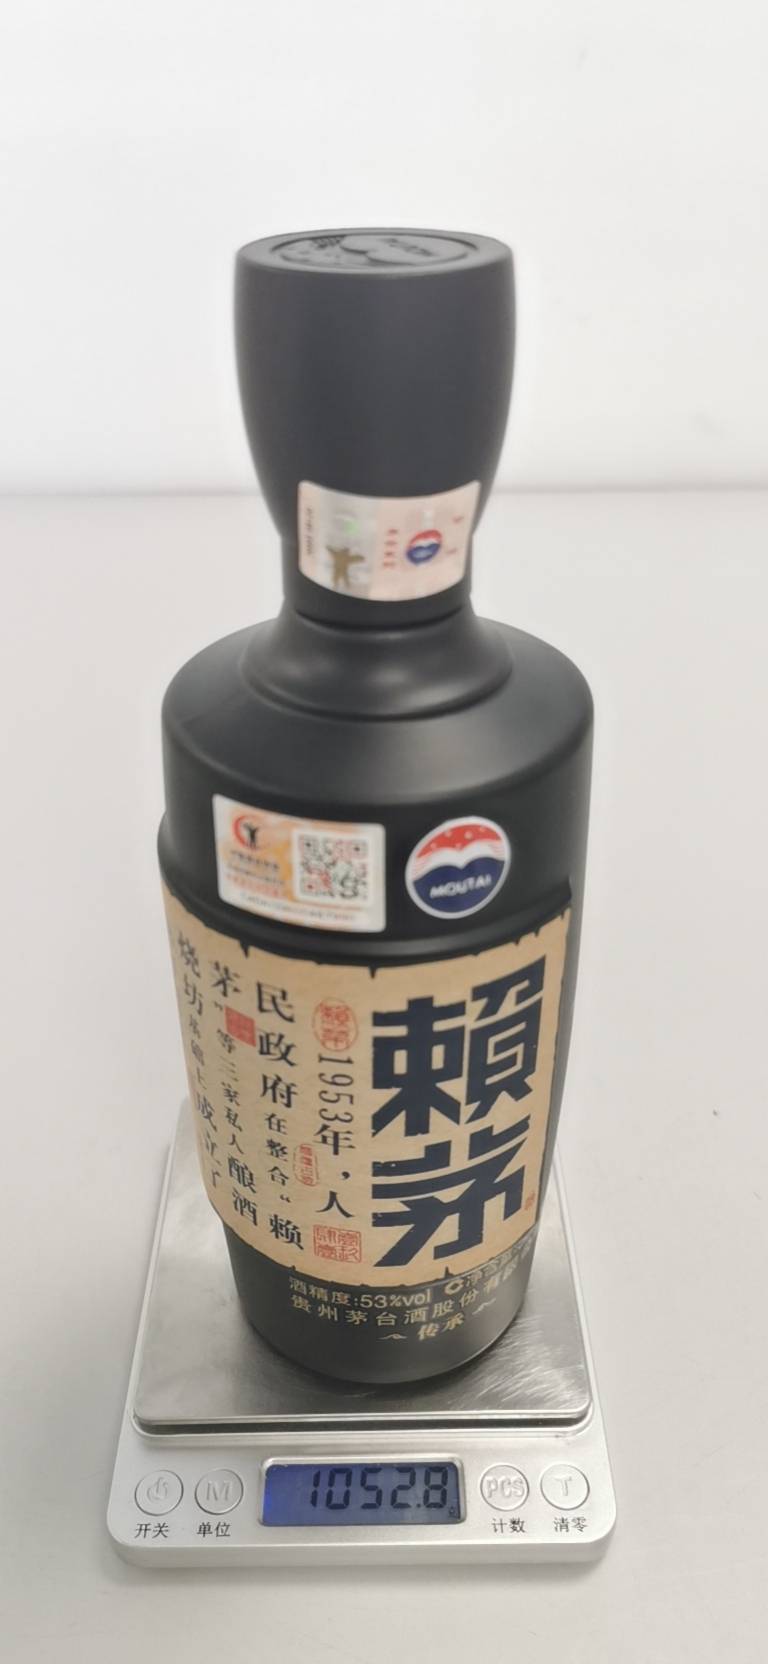 MOUTAI
賴茅
1953年，人
民政府在整合“赖
茅”等三家私人酿酒
烧坊基础上成立了
酒精度:53%vol
贵州茅台酒股份有限
传承
1052.8
PCS
T
开关
单位
计数
清零